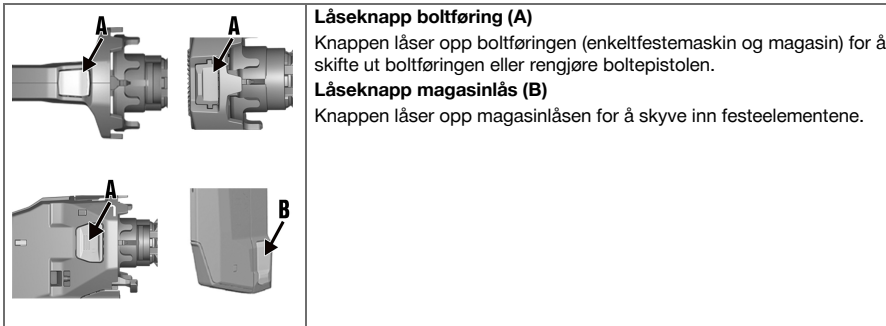 A
A
A
B
Låseknapp boltføring (A)
Knappen låser opp boltføringen (enkeltfestemaskin og magasin) for å
skifte ut boltføringen eller rengjøre boltepistolen.
Låseknapp magasinlås (B)
Knappen låser opp magasinlåsen for å skyve inn festeelementene.